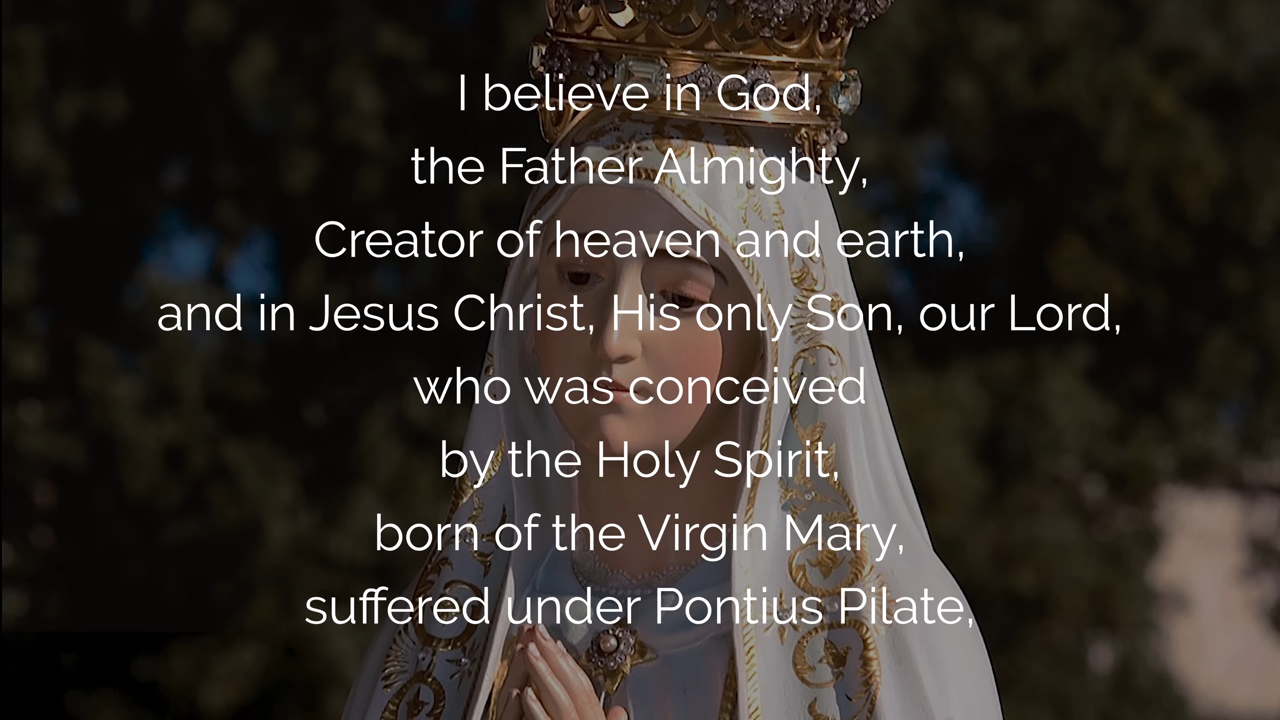 I believe in God,
the Father Almighty,
Creator of heaven and earth,
and in Jesus Christ, His only Son, our Lord,
who was conceived
by the Holy Spirit,
born of the Virgin Mary,
suffered under Pontius Pilate,